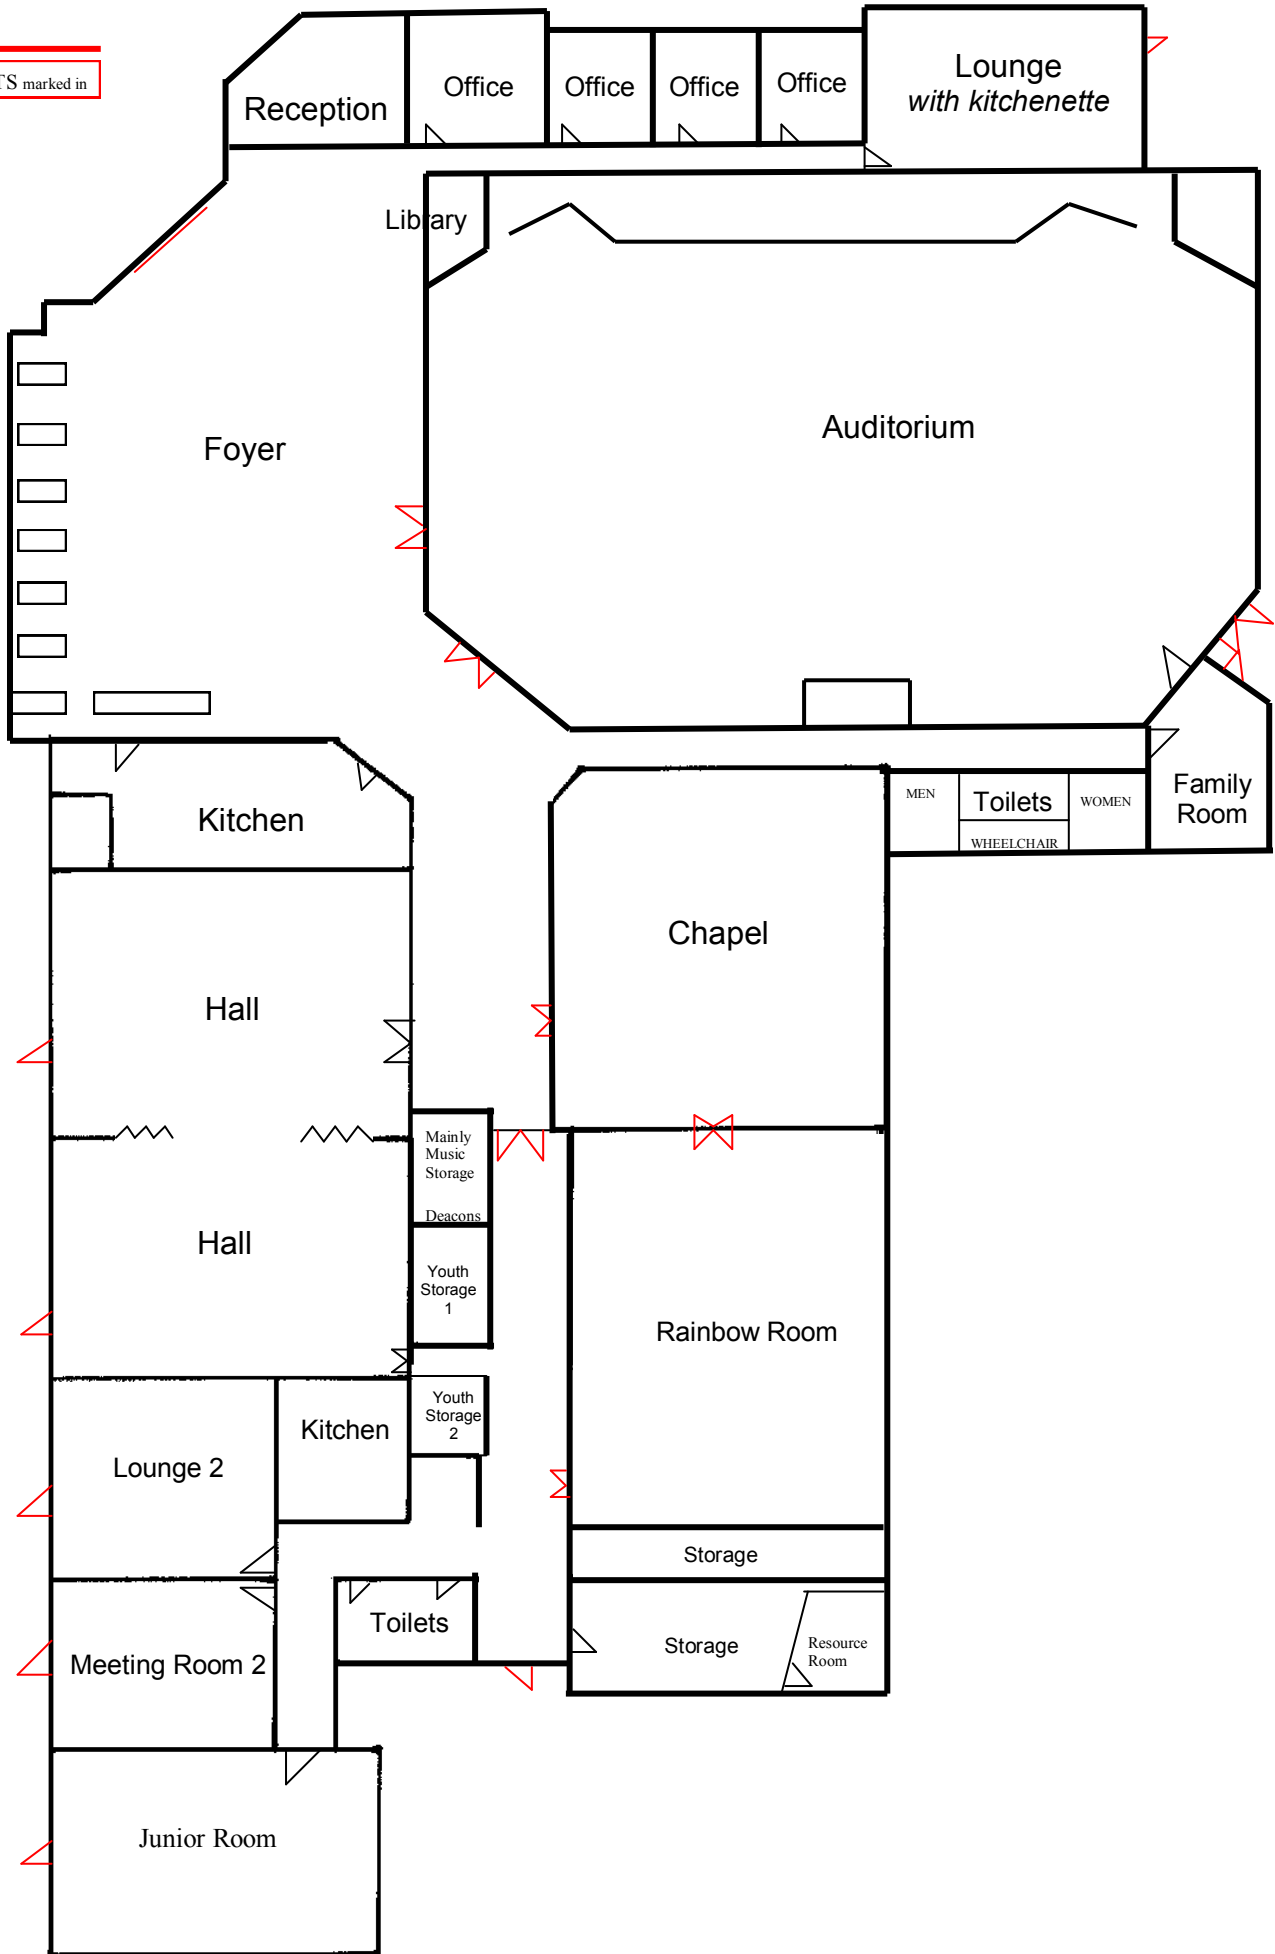 TS marked in
Reception
Office
Office
Office
Office
Lounge
with kitchenette
Library
Foyer
Auditorium
Kitchen
MEN
Toilets
WOMEN
WHEELCHAIR
Family
Room
Chapel
Hall
Mainly
Music
Storage
Deacons
Hall
Youth
Storage
1
Rainbow Room
Youth
Storage
2
Kitchen
Lounge 2
Storage
Toilets
Storage
Resource
Room
Meeting Room 2
Junior Room